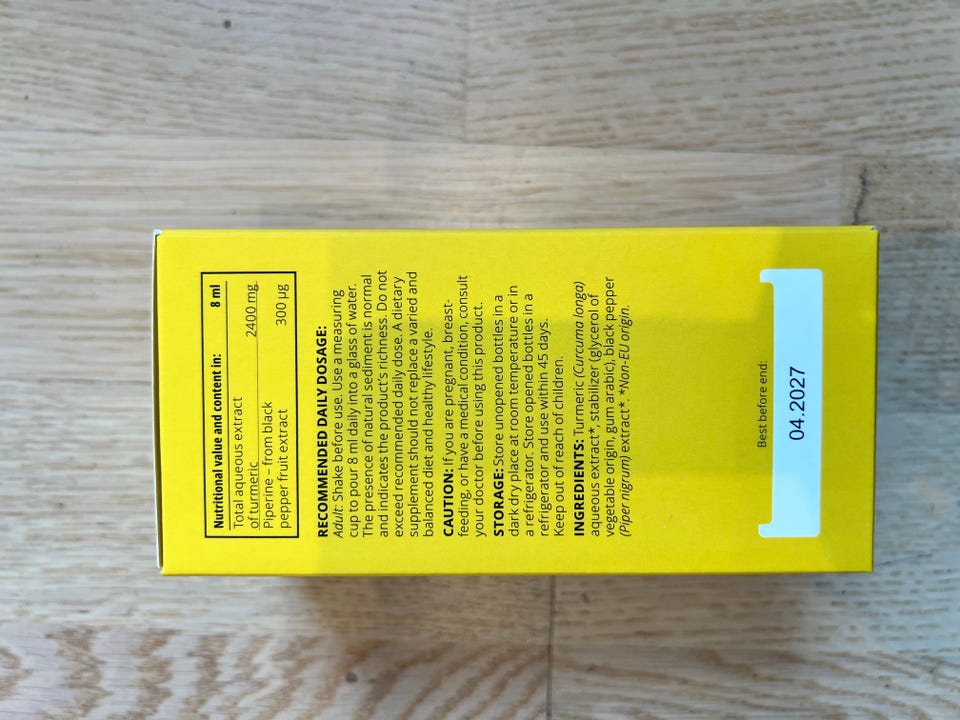 Nutritional value and content in: 8 ml
Total aqueous extract
of turmeric 2400 mg
Piperine – from black
pepper fruit extract 300 µg
RECOMMENDED DAILY DOSAGE:
Adult: Shake before use. Use a measuring
cup to pour 8 ml daily into a glass of water.
The presence of natural sediment is normal
and indicates the product's richness. Do not
exceed recommended daily dose. A dietary
supplement should not replace a varied and
balanced diet and healthy lifestyle.
CAUTION: If you are pregnant, breast-
feeding, or have a medical condition, consult
your doctor before using this product.
STORAGE: Store unopened bottles in a
dark dry place at room temperature or in
a refrigerator. Store opened bottles in a
refrigerator and use within 45 days.
Keep out of reach of children.
INGREDIENTS: Turmeric (Curcuma longa)
aqueous extract*, stabilizer (glycerol of
vegetable origin, gum arabic), black pepper
(Piper nigrum) extract*. *Non-EU origin.
Best before end:
04.2027